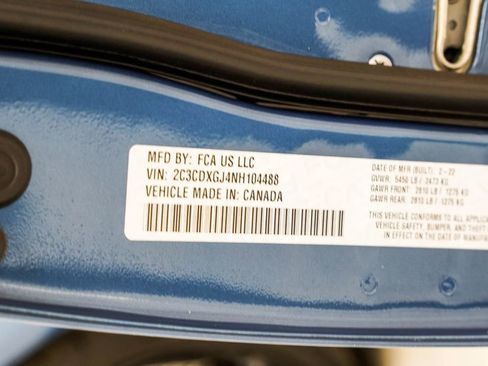 MFD BY: FCA US LLC
VIN: 2C3CDXGJ4NH104488
VEHICLE MADE IN: CANADA
DATE OF MFR (BUILT): 2-22
GVWR: 5450 LB / 2472 KG
GAWR FRONT: 2810 LB / 1275 KG
GAWR REAR: 2810 LB / 1275 KG
THIS VEHICLE CONFORMS TO ALL APPLICAB
VEHICLE SAFETY, BUMPER, AND THEFT
IN EFFECT ON THE DATE OF MANU